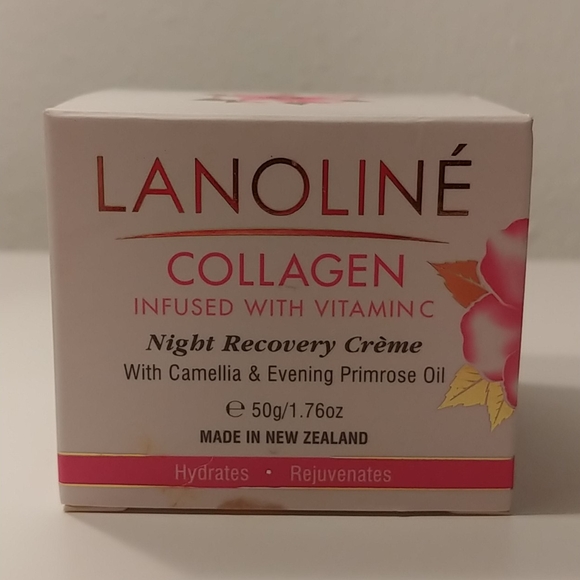 LANOLINÉ
COLLAGEN
INFUSED WITH VITAMIN C
Night Recovery Crème
With Camellia & Evening Primrose Oil
℮ 50g/1.76oz
MADE IN NEW ZEALAND
Hydrates · Rejuvenates